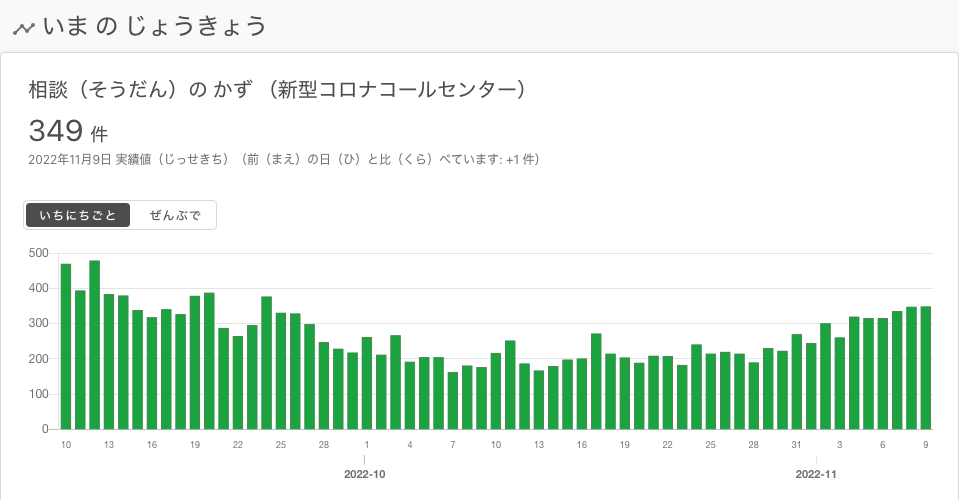 いま の じょうきょう
相談（そうだん）の かず （新型コロナコールセンター）
349 件
2022年11月9日 実績値（じっせきち）（前（まえ）の日（ひ）と比（くら）べています: +1 件）
いちにちごと ぜんぶで
500
400
300
200
100
0
10 13 16 19 22 25 28 1 4 7 10 13 16 19 22 25 28 31 3 6 9
2022-10 2022-11